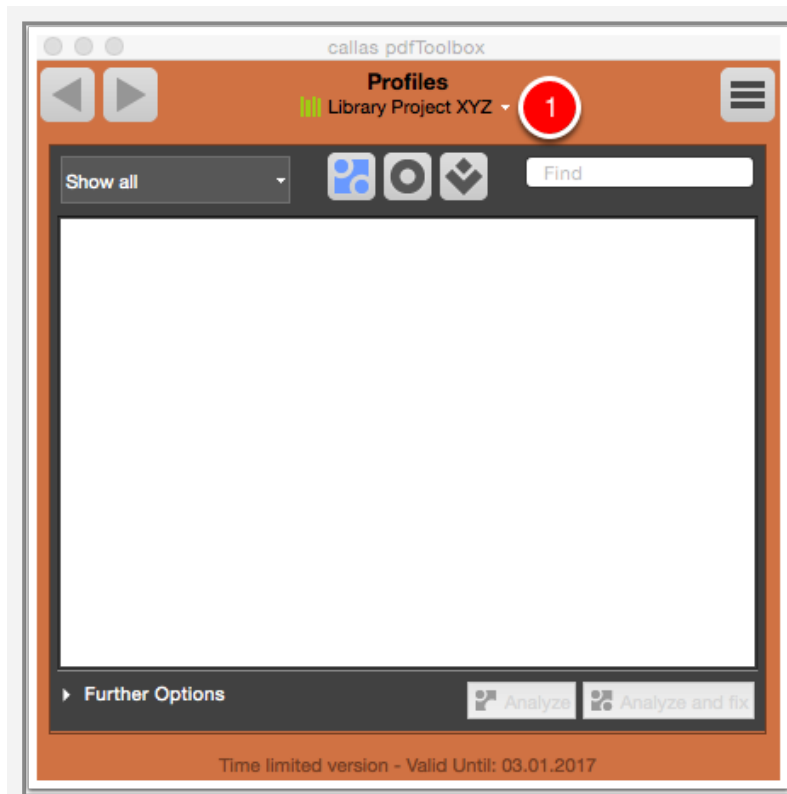 callas pdfToolbox
Profiles
Library Project XYZ
1
Show all
Find
Further Options
Analyze
Analyze and fix
Time limited version - Valid Until: 03.01.2017